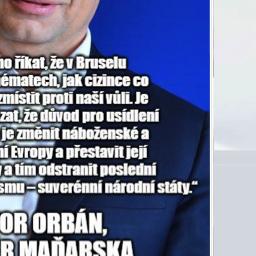 no říkat, že v Bruselu
ématech, jak cizince co
zmístit proti naší vůli. Je
zat, že důvod pro usídlení
je změnit náboženské a
ní Evropy a přestavit její
y a tím odstranit poslední
smu – suverénní národní státy.“
OR ORBÁN,
R MAĎARSKA